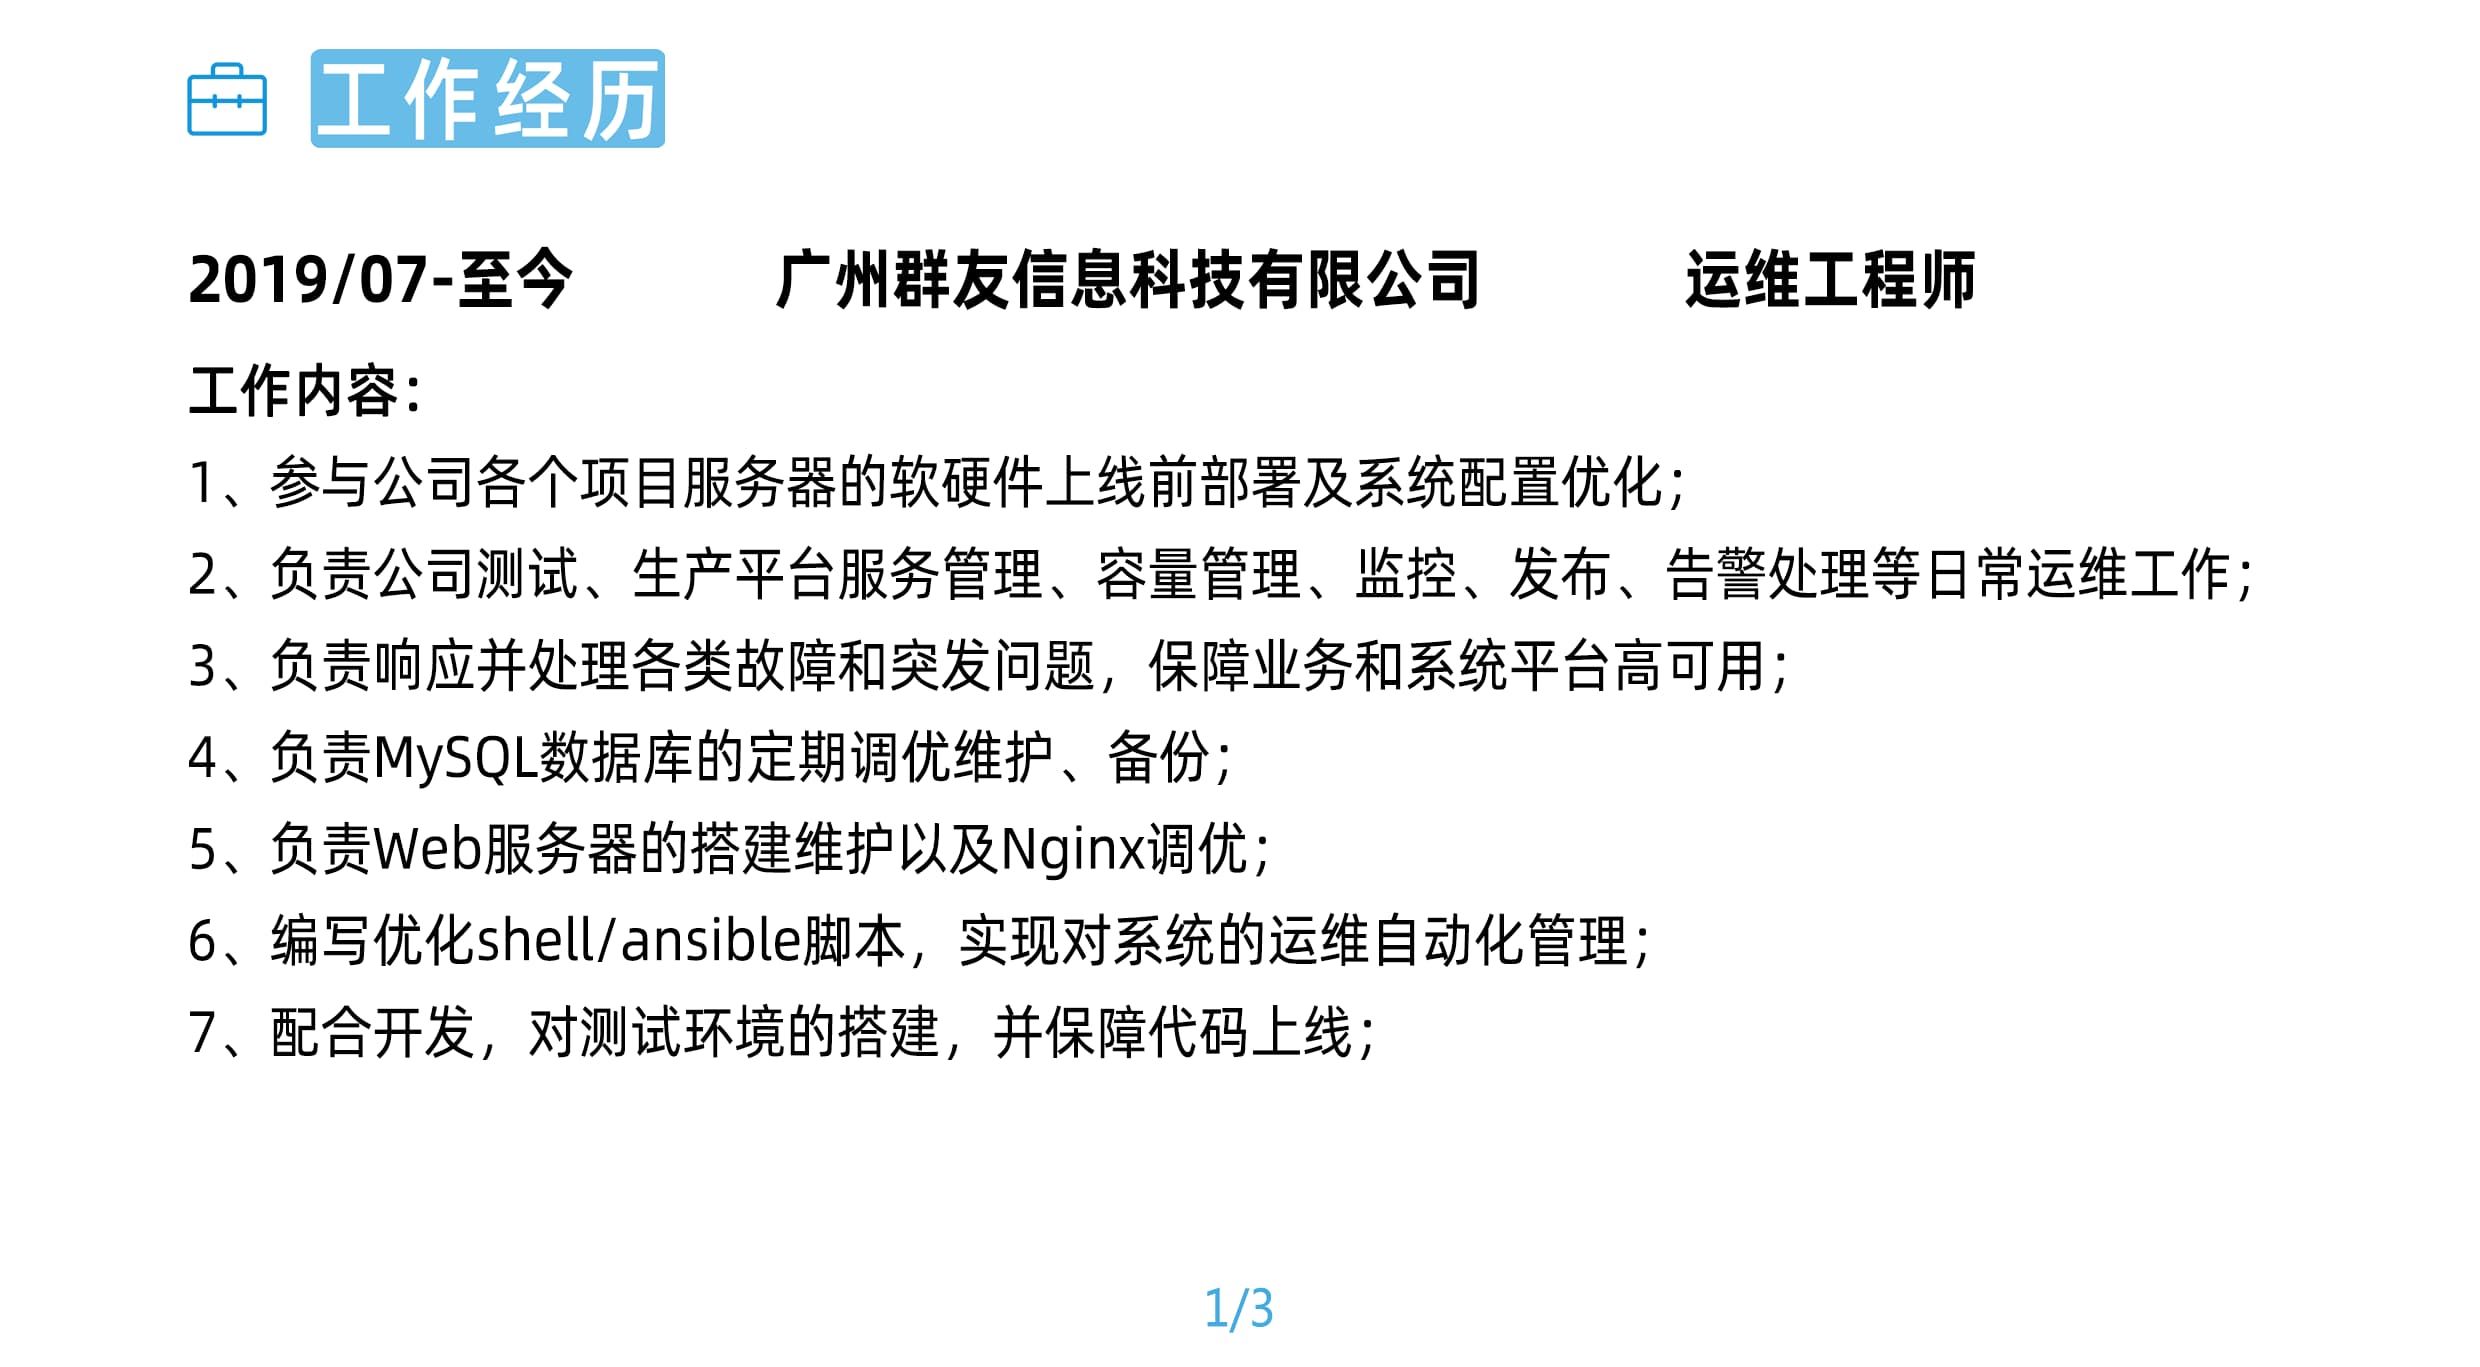 工作经历
2019/07-至今 广州群友信息科技有限公司 运维工程师
工作内容：
1、参与公司各个项目服务器的软硬件上线前部署及系统配置优化；
2、负责公司测试、生产平台服务管理、容量管理、监控、发布、告警处理等日常运维工作；
3、负责响应并处理各类故障和突发问题，保障业务和系统平台高可用；
4、负责MySQL数据库的定期调优维护、备份；
5、负责Web服务器的搭建维护以及Nginx调优；
6、编写优化shell/ansible脚本，实现对系统的运维自动化管理；
7、配合开发，对测试环境的搭建，并保障代码上线；
1/3